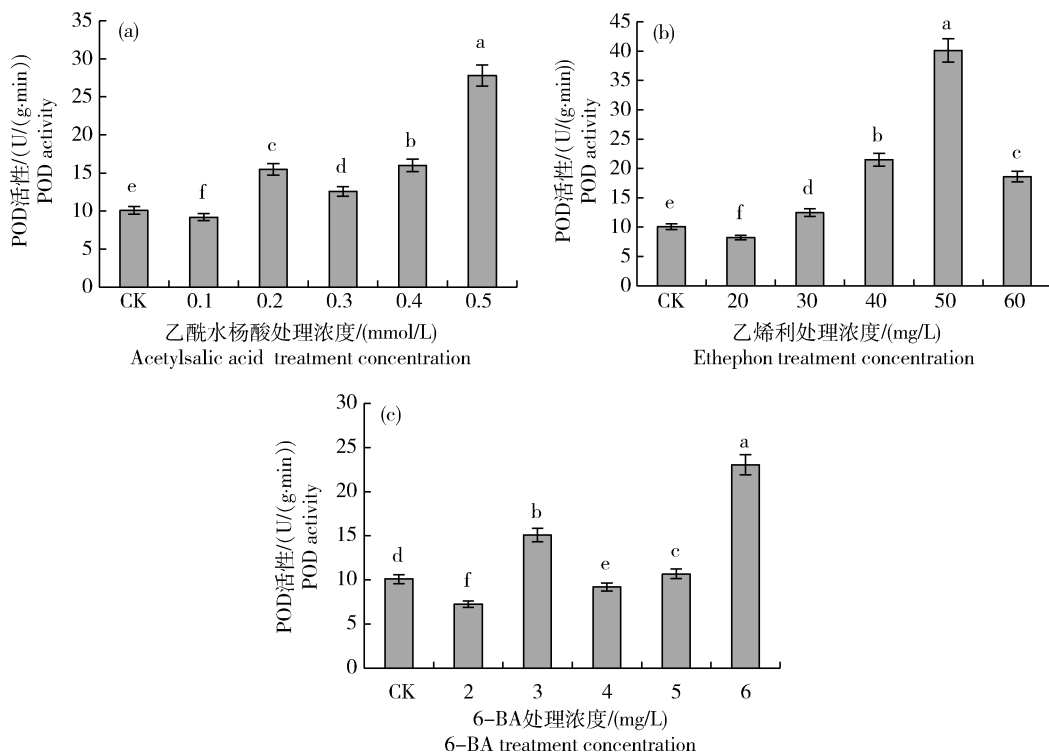 (a)
POD活性/(U/(g·min))
POD activity
35
30
25
20
15
10
5
0
e
f
c
d
b
a
CK 0.1 0.2 0.3 0.4 0.5
乙酰水杨酸处理浓度/(mmol/L)
Acetylsalic acid treatment concentration
(b)
POD活性/(U/(g·min))
POD activity
45
40
35
30
25
20
15
10
5
0
e
f
d
b
a
c
CK 20 30 40 50 60
乙烯利处理浓度/(mg/L)
Ethephon treatment concentration
(c)
POD活性/(U/(g·min))
POD activity
30
25
20
15
10
5
0
d
f
b
e
c
a
CK 2 3 4 5 6
6-BA处理浓度/(mg/L)
6-BA treatment concentration